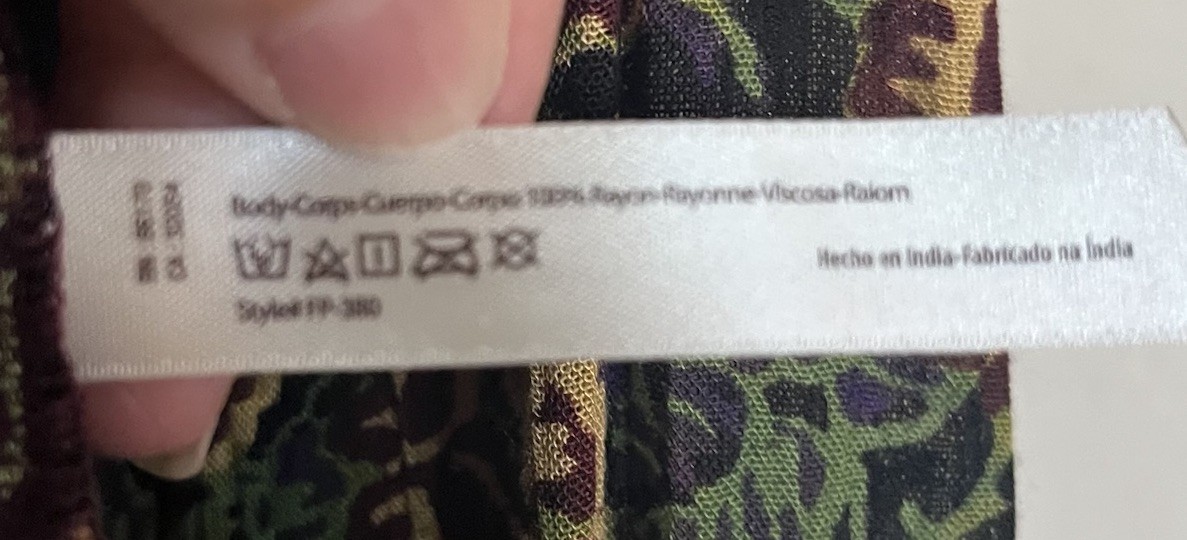 Body-Corps-Cuerpo-Corpo 100% Rayon-Rayonne-Viscosa-Raiom
Hecho en India-Fabricado na Índia
Style# FP-380